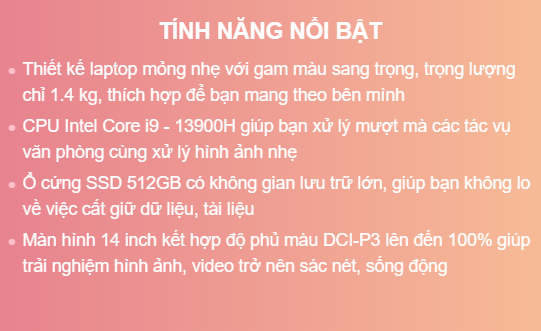 TÍNH NĂNG NỔI BẬT
Thiết kế laptop mỏng nhẹ với gam màu sang trọng, trọng lượng
chỉ 1.4 kg, thích hợp để bạn mang theo bên mình
CPU Intel Core i9 - 13900H giúp bạn xử lý mượt mà các tác vụ
văn phòng cùng xử lý hình ảnh nhẹ
Ổ cứng SSD 512GB có không gian lưu trữ lớn, giúp bạn không lo
về việc cất giữ dữ liệu, tài liệu
Màn hình 14 inch kết hợp độ phủ màu DCI-P3 lên đến 100% giúp
trải nghiệm hình ảnh, video trở nên sác nét, sống động